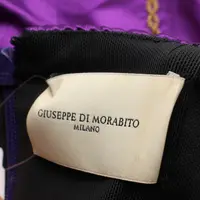 GIUSEPPE DI MORABITO
MILANO